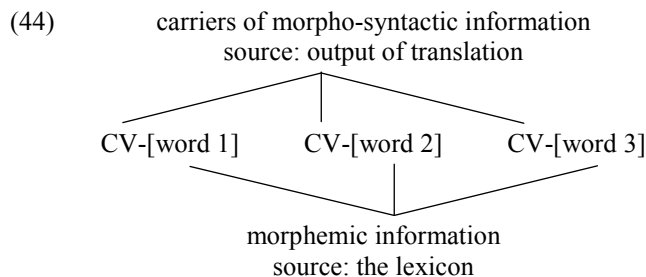 (44) carriers of morpho-syntactic information
source: output of translation
CV-[word 1] CV-[word 2] CV-[word 3]
morphemic information
source: the lexicon